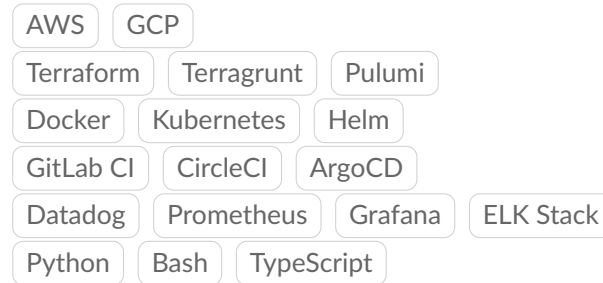 AWS GCP
Terraform Terragrunt Pulumi
Docker Kubernetes Helm
GitLab CI CircleCI ArgoCD
Datadog Prometheus Grafana ELK Stack
Python Bash TypeScript